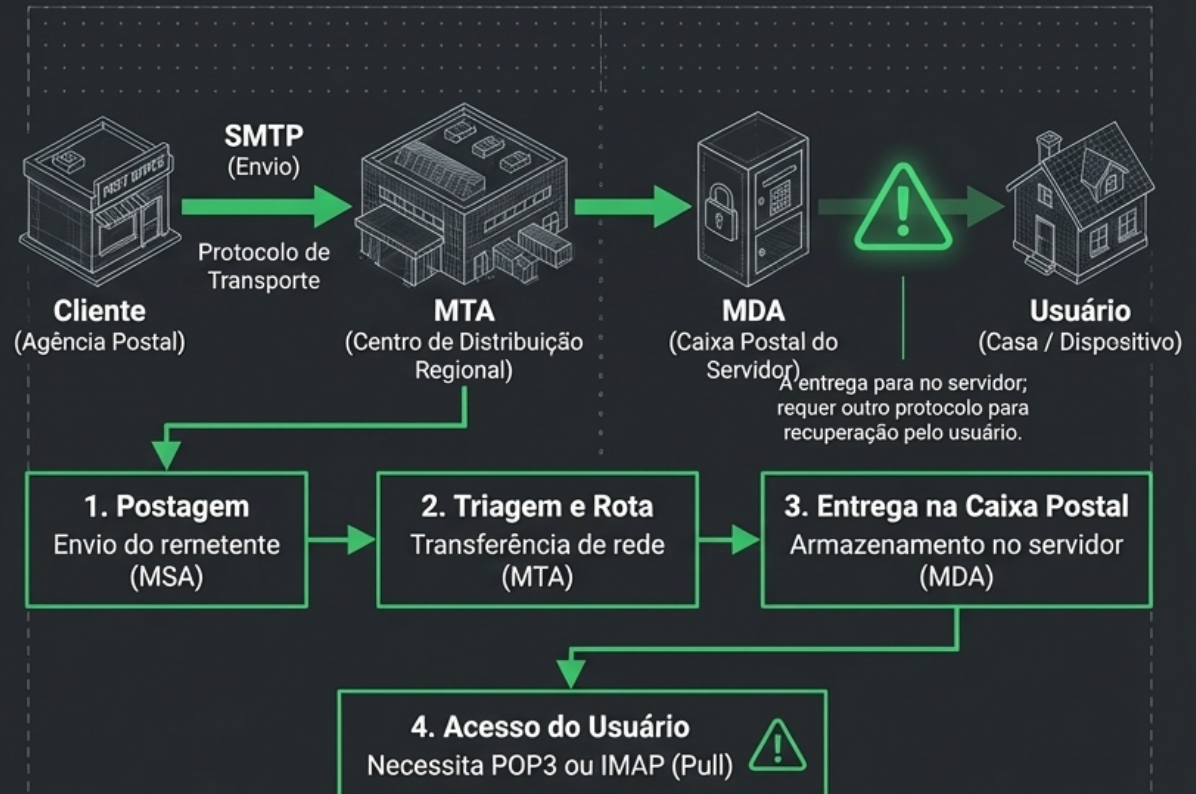 POST OFFICE
SMTP
(Envio)
Protocolo de
Transporte
Cliente
(Agência Postal)
MTA
(Centro de Distribuição
Regional)
MDA
(Caixa Postal do
Servidor)
Usuário
(Casa / Dispositivo)
A entrega para no servidor;
requer outro protocolo para
recuperação pelo usuário.
1. Postagem
Envio do remetente
(MSA)
2. Triagem e Rota
Transferência de rede
(MTA)
3. Entrega na Caixa Postal
Armazenamento no servidor
(MDA)
4. Acesso do Usuário
Necessita POP3 ou IMAP (Pull)